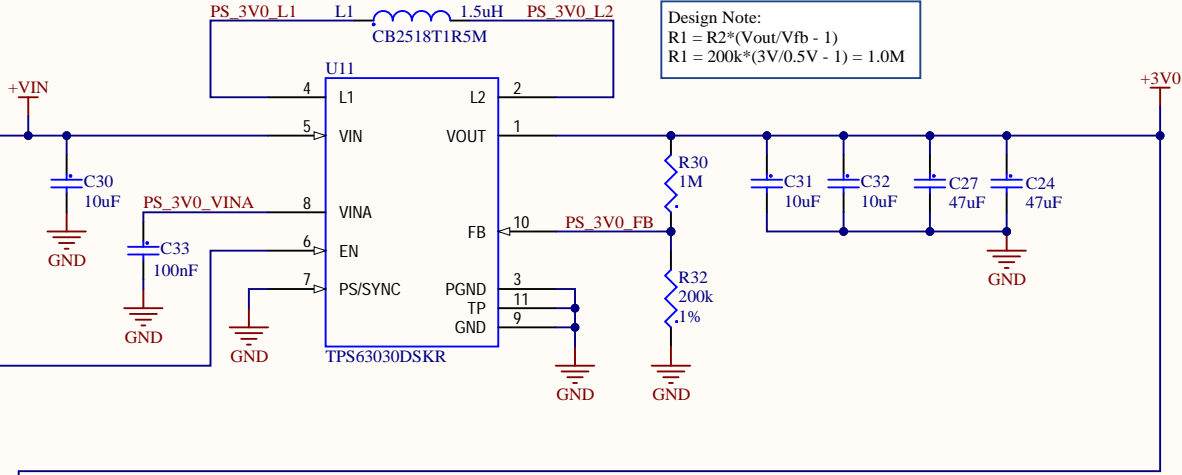 PS_3V0_L1
L1
1.5uH
PS_3V0_L2
CB2518T1R5M
Design Note:
R1 = R2*(Vout/Vfb - 1)
R1 = 200k*(3V/0.5V - 1) = 1.0M
U11
+VIN
+3V0
4
L1
L2
2
5
VIN
VOUT
1
C30
10uF
R30
1M
C31
10uF
C32
10uF
C27
47uF
C24
47uF
PS_3V0_VINA
8
VINA
FB
10
PS_3V0_FB
GND
C33
100nF
6
EN
GND
7
PS/SYNC
PGND
3
TP
11
GND
9
R32
200k
1%
GND
GND
TPS63030DSKR
GND
GND